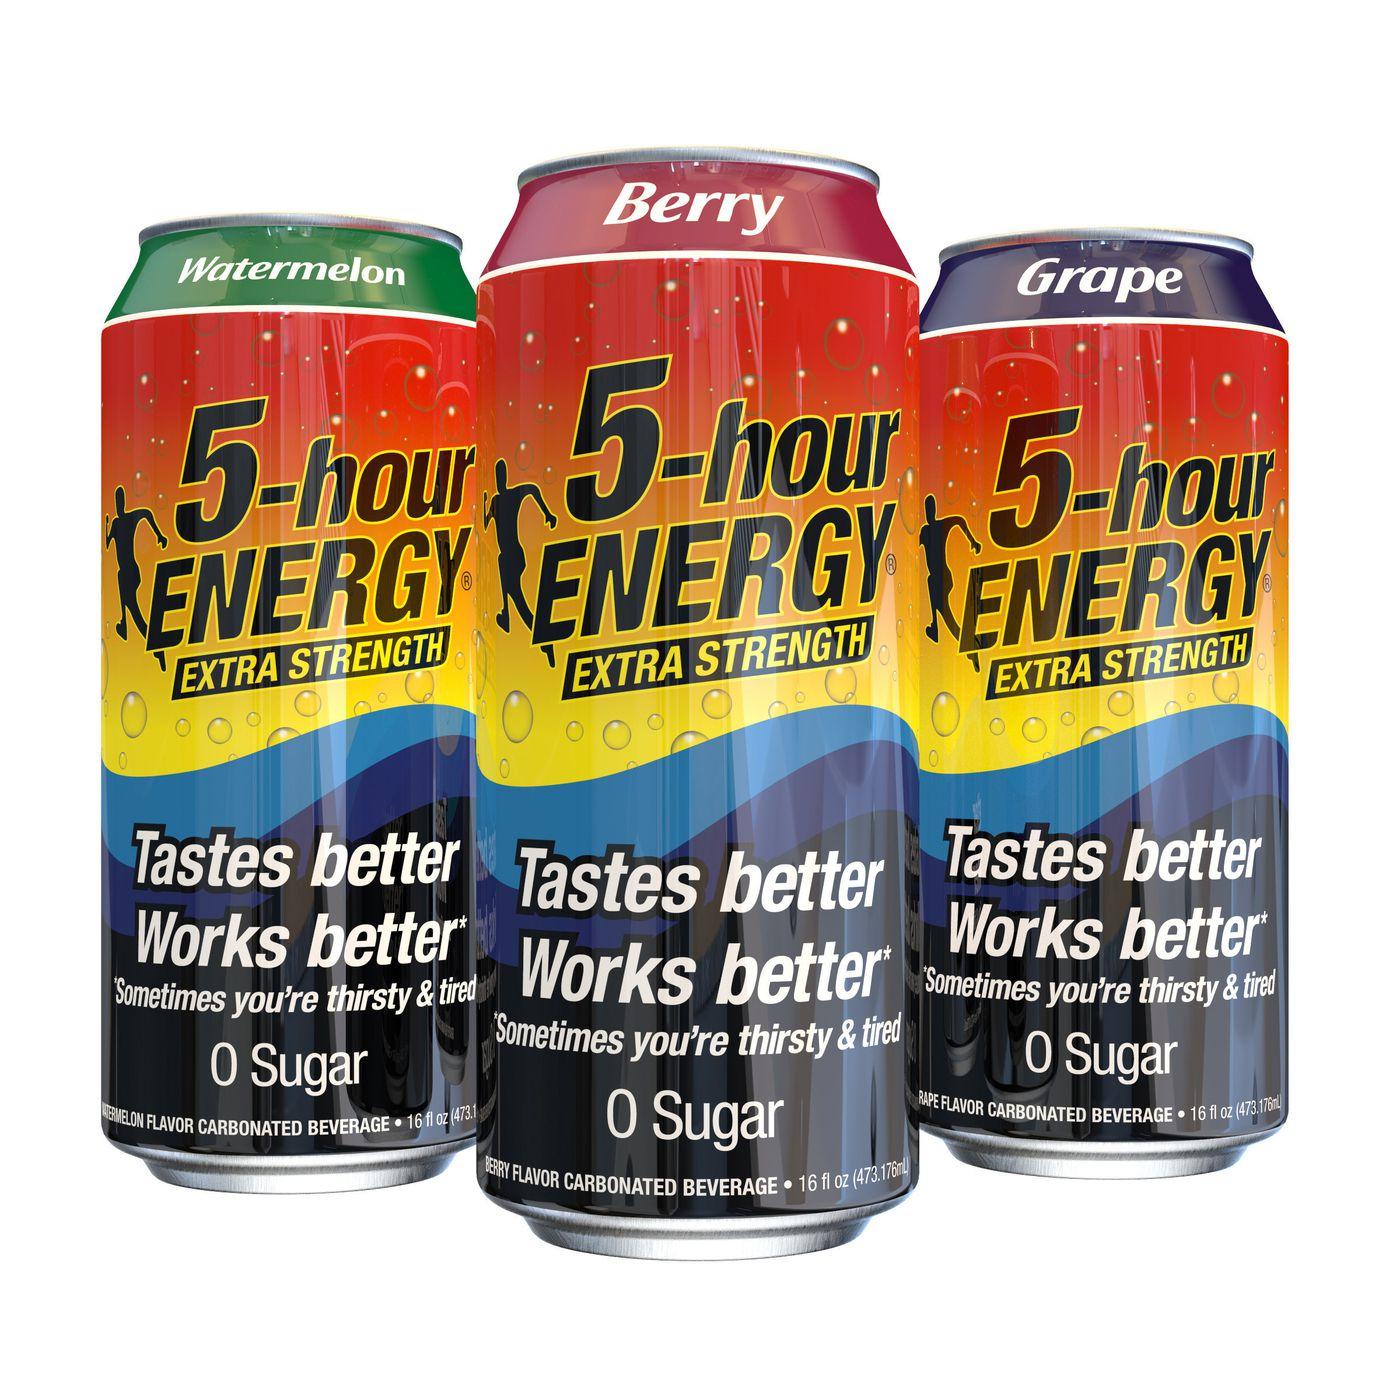 Watermelon
5-hour
ENERGY®
EXTRA STRENGTH
Tastes better
Works better*
*Sometimes you're thirsty & tired
0 Sugar
FLAVOR CARBONATED BEVERAGE • 16 fl oz (473.1
Berry
5-hour
ENERGY®
EXTRA STRENGTH
Tastes better
Works better*
*Sometimes you're thirsty & tired
0 Sugar
BERRY FLAVOR CARBONATED BEVERAGE • 16 fl oz (473.176mL)
Grape
5-hour
ENERGY®
EXTRA STRENGTH
Tastes better
Works better*
*Sometimes you're thirsty & tired
0 Sugar
RAPE FLAVOR CARBONATED BEVERAGE • 16 fl oz (473.176mL)